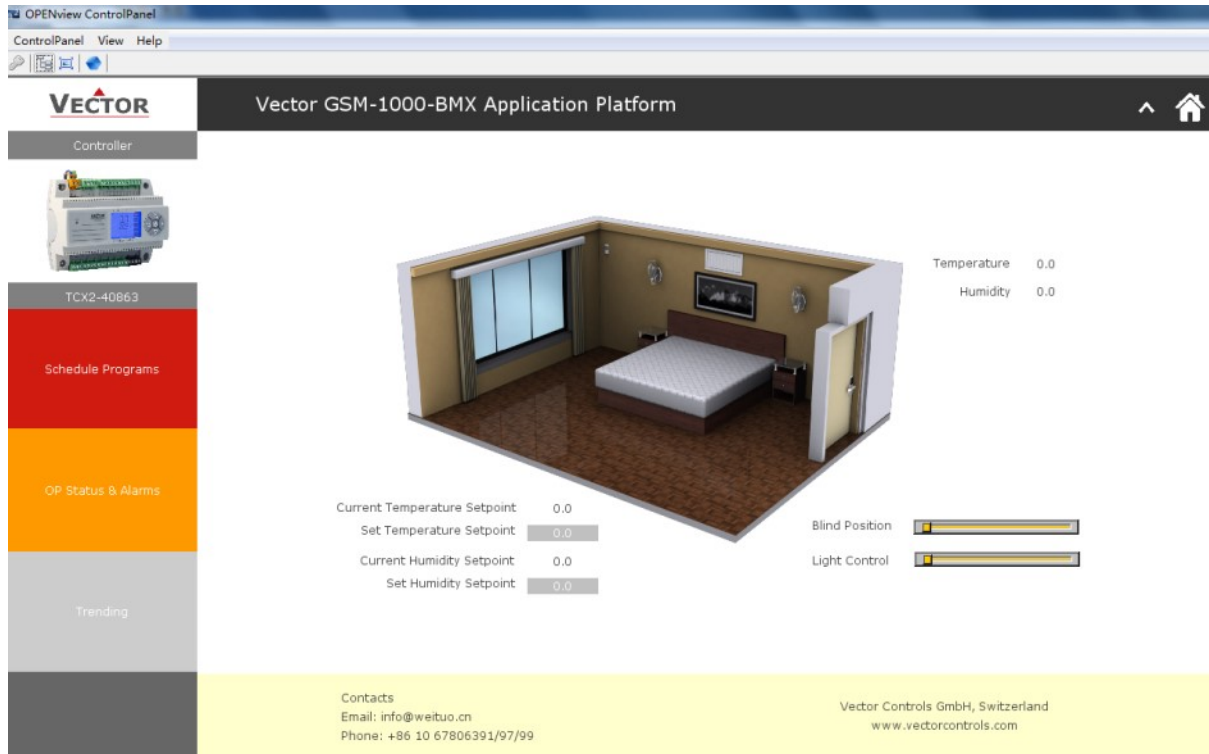 OPENview ControlPanel
ControlPanel View Help
VECTOR
Vector GSM-1000-BMX Application Platform
Controller
TCX2-40863
Schedule Programs
OP Status & Alarms
Trending
Temperature 0.0
Humidity 0.0
Current Temperature Setpoint 0.0
Set Temperature Setpoint 0.0
Current Humidity Setpoint 0.0
Set Humidity Setpoint 0.0
Blind Position
Light Control
Contacts
Email: info@weituo.cn
Phone: +86 10 67806391/97/99
Vector Controls GmbH, Switzerland
www.vectorcontrols.com